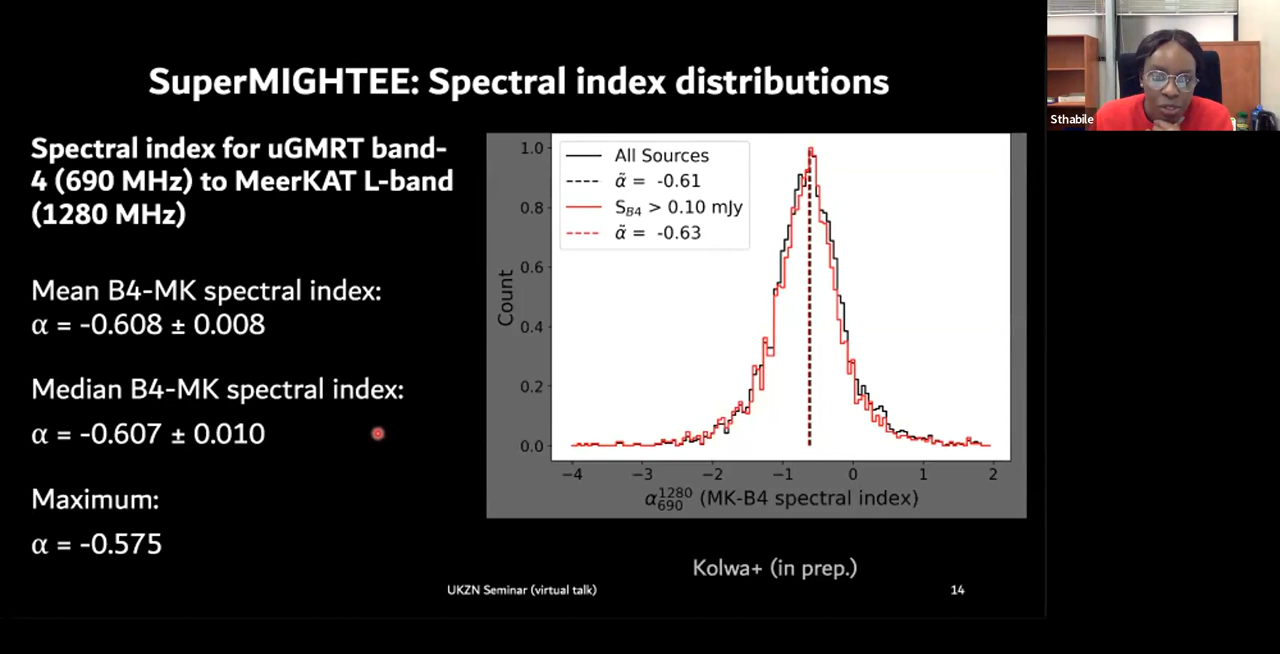 SuperMIGHTEE: Spectral index distributions
Sthabile
Spectral index for uGMRT band-
4 (690 MHz) to MeerKAT L-band
(1280 MHz)
Mean B4-MK spectral index:
α = -0.608 ± 0.008
Median B4-MK spectral index:
α = -0.607 ± 0.010
Maximum:
α = -0.575
All Sources
α̃ = -0.61
S_B4 > 0.10 mJy
α̃ = -0.63
Count
1.0
0.8
0.6
0.4
0.2
0.0
−4 −3 −2 −1 0 1 2
α^1280_690 (MK-B4 spectral index)
Kolwa+ (in prep.)
UKZN Seminar (virtual talk)
14